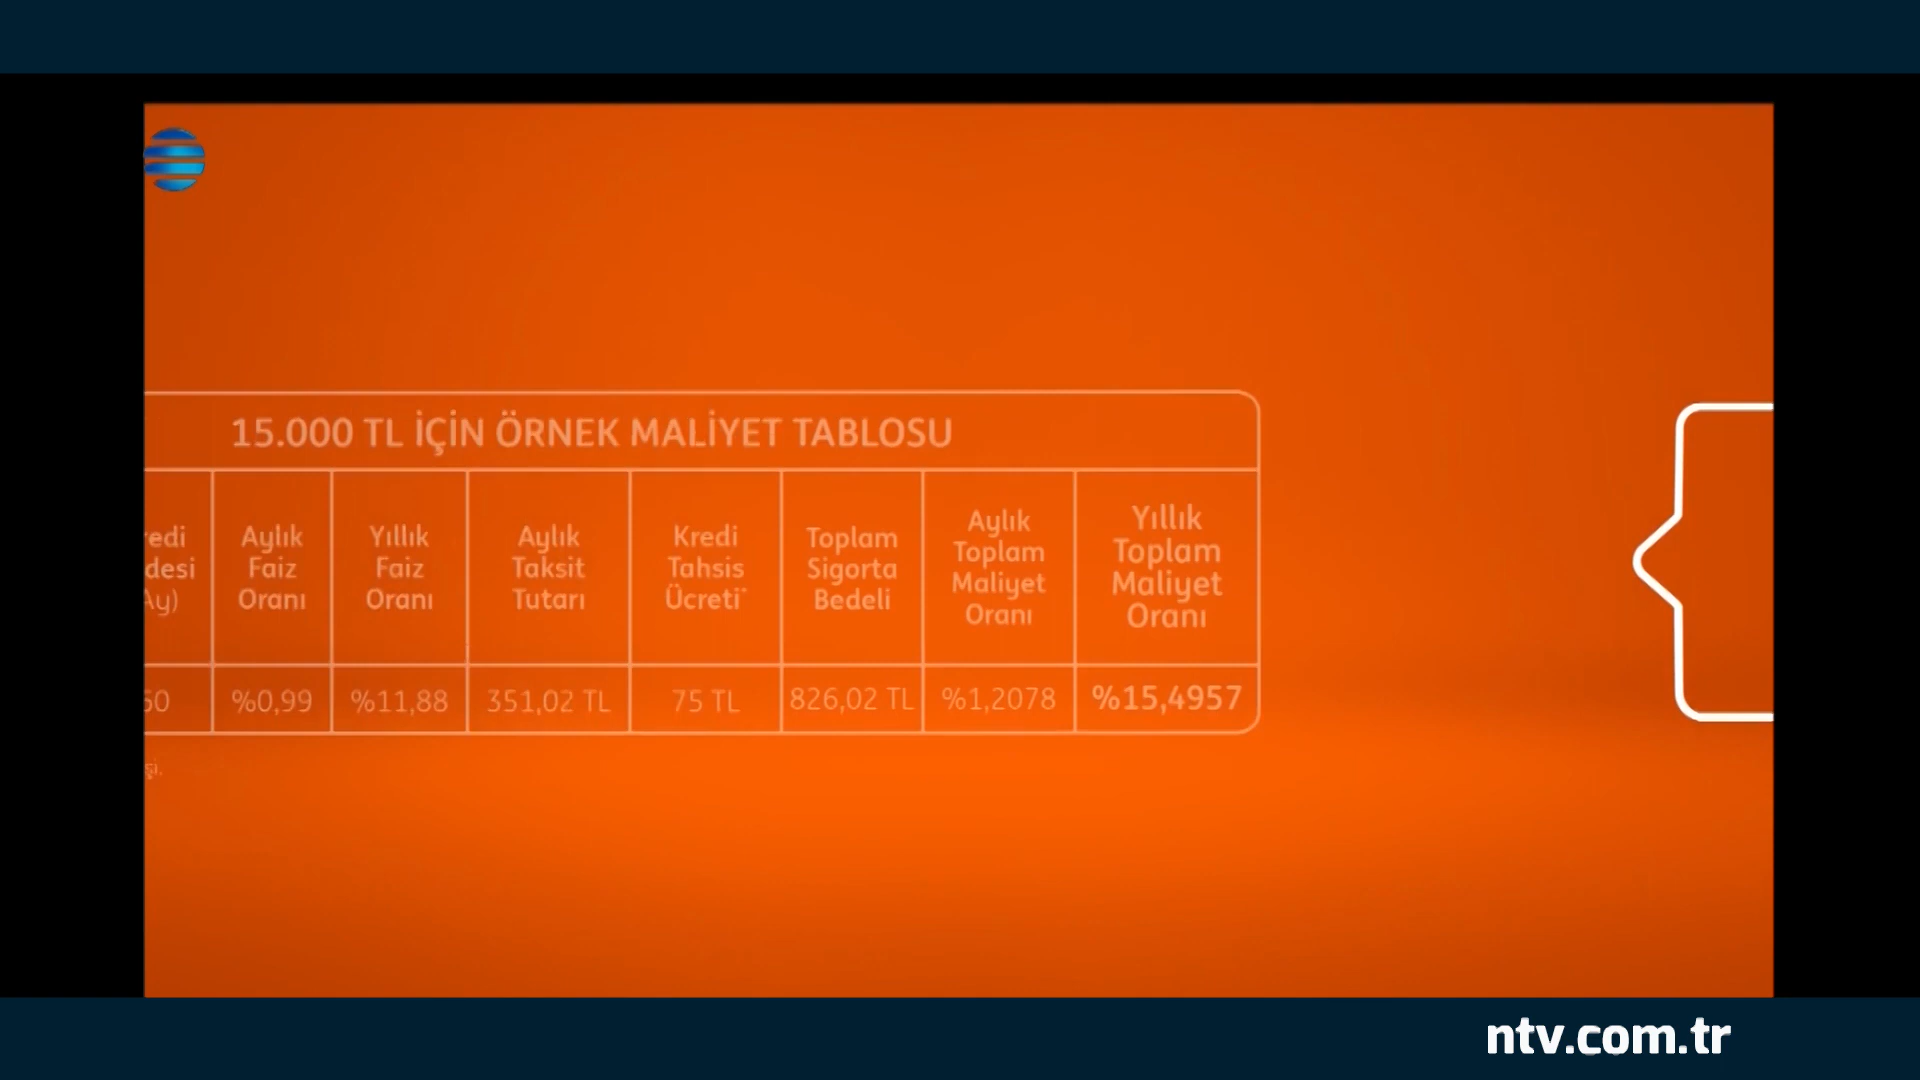 15.000 TL İÇİN ÖRNEK MALİYET TABLOSU
Aylık
Faiz
Oranı
Yıllık
Faiz
Oranı
Aylık
Taksit
Tutarı
Kredi
Tahsis
Ücreti*
Toplam
Sigorta
Bedeli
Aylık
Toplam
Maliyet
Oranı
Yıllık
Toplam
Maliyet
Oranı
%0,99
%11,88
351,02 TL
75 TL
826,02 TL
%1,2078
%15,4957
ntv.com.tr